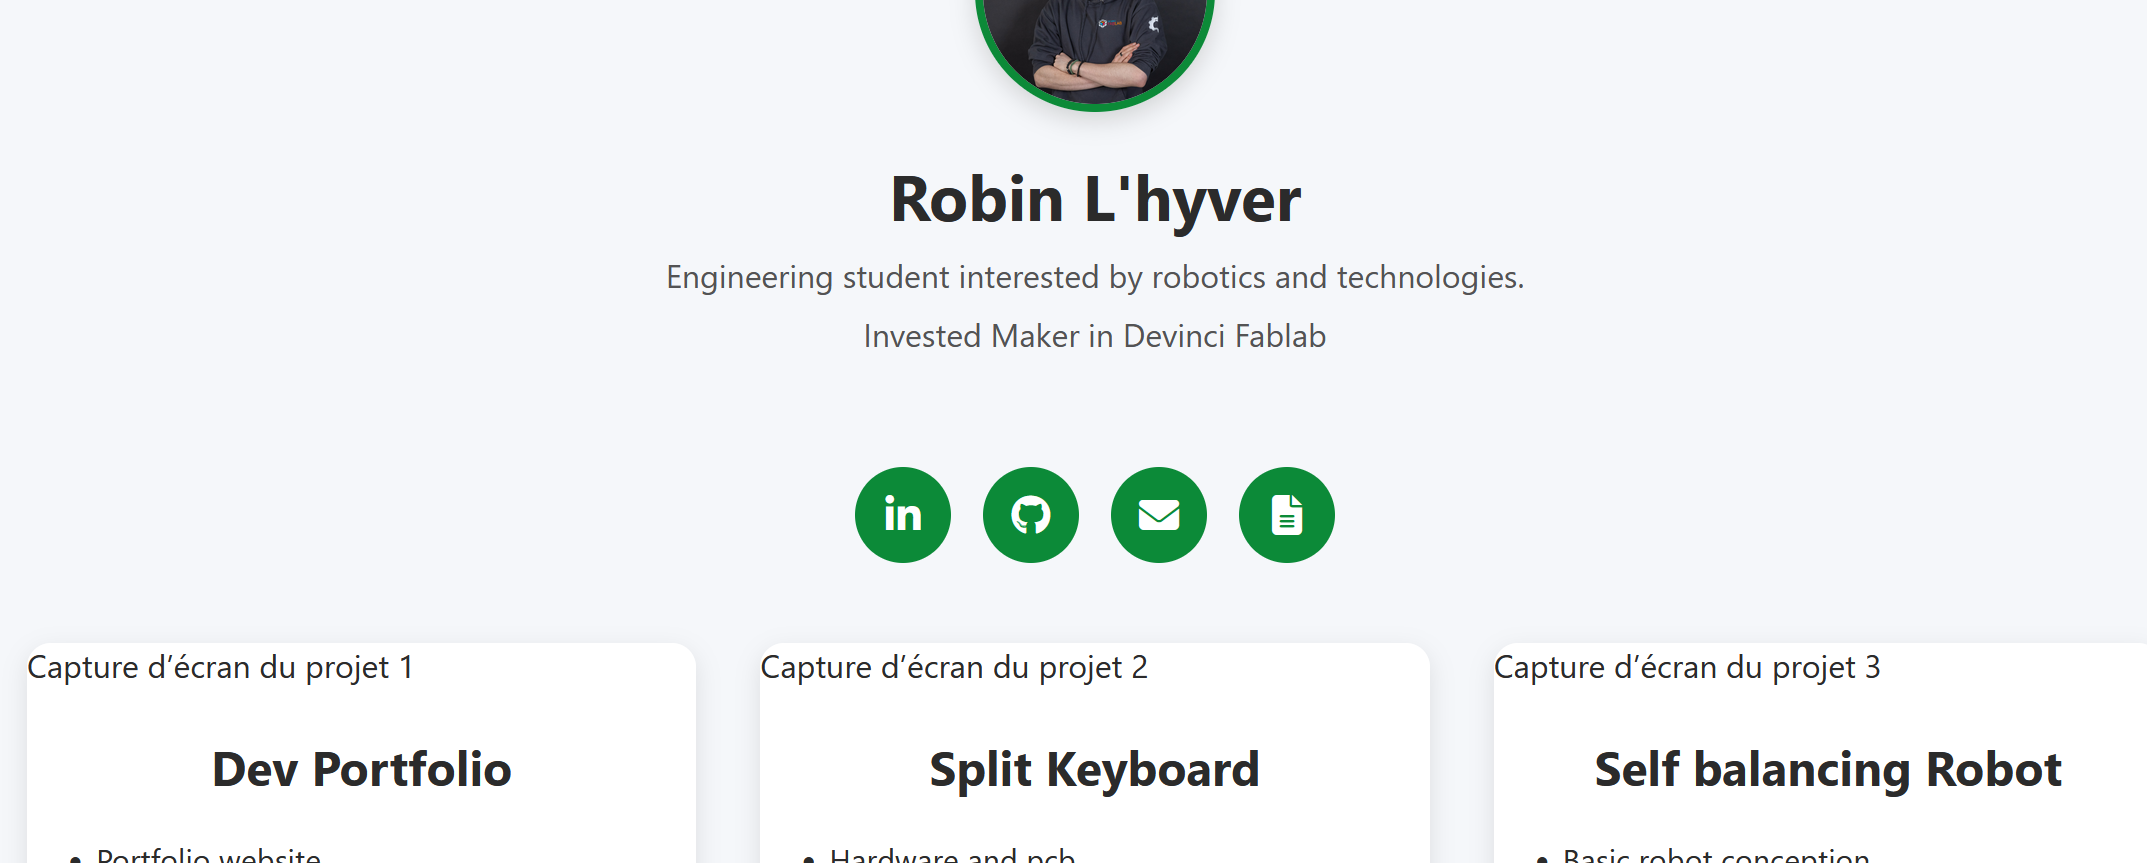 Robin L'hyver
Engineering student interested by robotics and technologies.
Invested Maker in Devinci Fablab
in
Capture d’écran du projet 1
Capture d’écran du projet 2
Capture d’écran du projet 3
Dev Portfolio
Split Keyboard
Self balancing Robot
• Portfolio website
• Hardware and pcb
• Basic robot conception